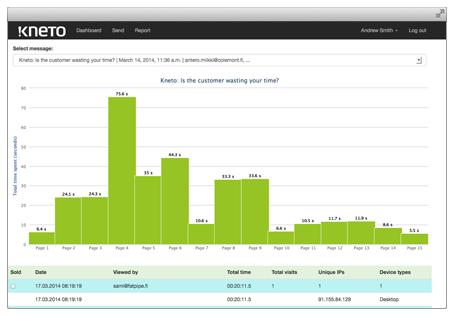 Kneto
Dashboard Send Report Andrew Smith Log out
Select message:
Kneto: Is the customer wasting your time? | March 14, 2014, 11:36 a.m. | antero.miikki@colemont.fi, ...
Kneto: Is the customer wasting your time?
Total time spent (seconds)
80
70
60
50
40
30
20
10
0
6.4 s 24.1 s 24.3 s 75.6 s 35 s 44.3 s 10.6 s 33.3 s 33.6 s 6.6 s 10.5 s 11.7 s 11.9 s 8.6 s 5.5 s
Page 1 Page 2 Page 3 Page 4 Page 5 Page 6 Page 7 Page 8 Page 9 Page 10 Page 11 Page 12 Page 13 Page 14 Page 15
Sold Date Viewed by Total time Total visits Unique IPs Device types
17.03.2014 08:19:19 sami@fatpipe.fi 00:20:11.5 1 1 1
17.03.2014 08:19:19 00:20:11.5 91.155.84.129 Desktop